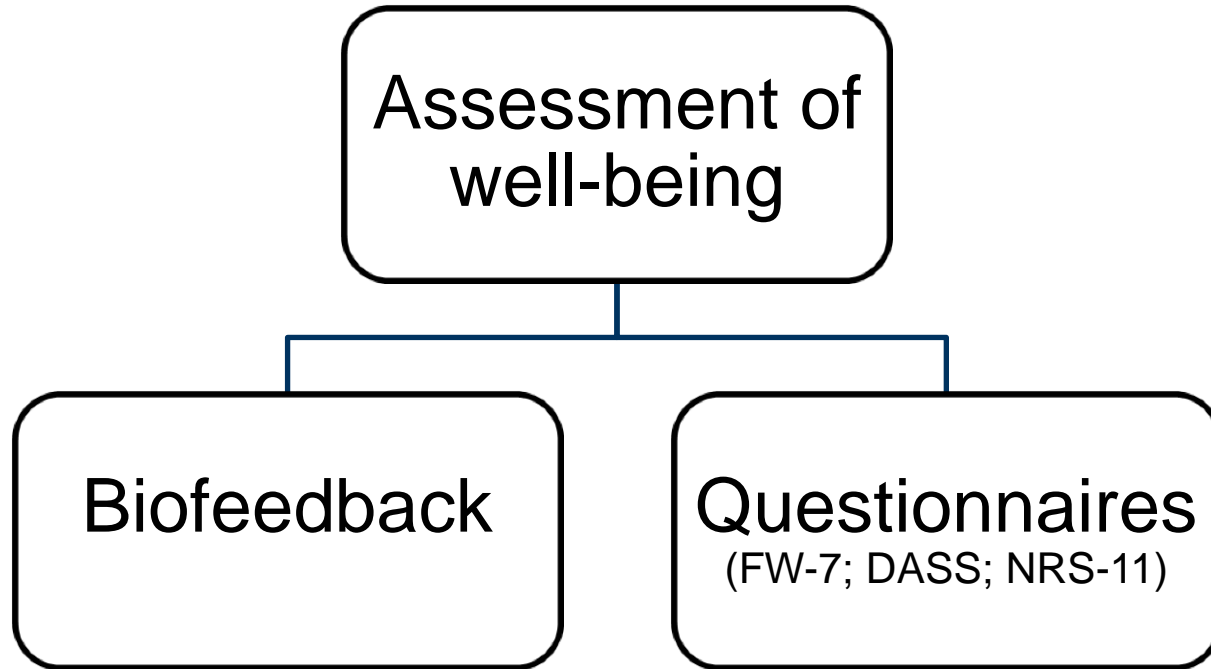 Assessment of
well-being
Biofeedback
Questionnaires
(FW-7; DASS; NRS-11)